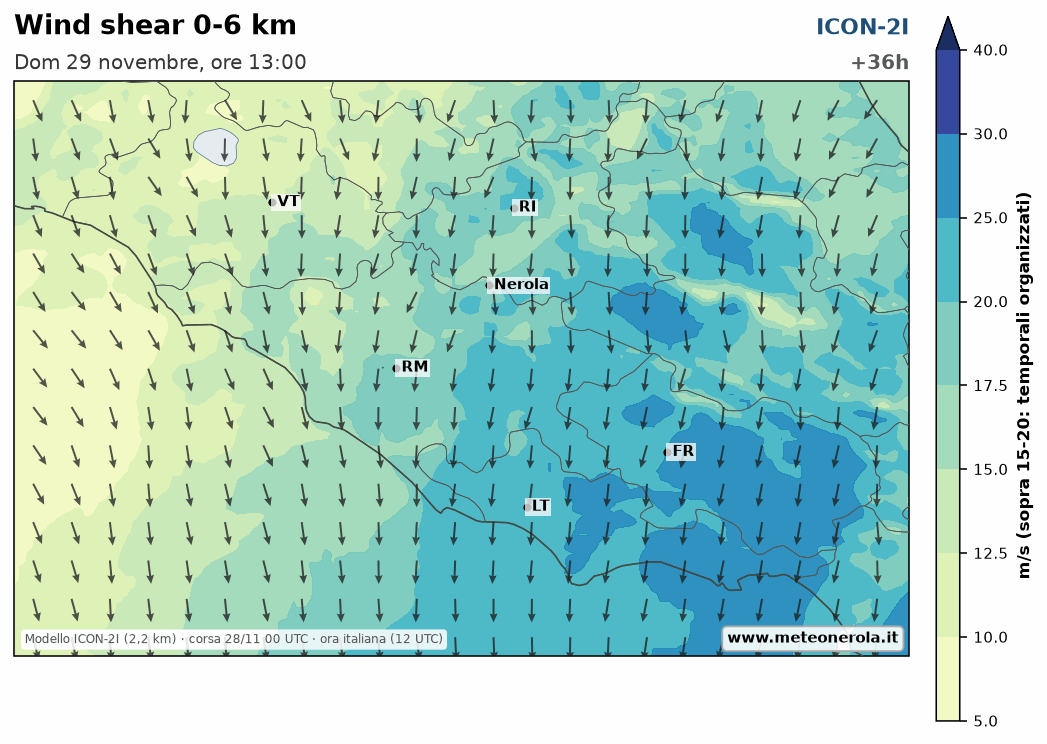 Wind shear 0-6 km
ICON-2I
Dom 29 novembre, ore 13:00
+36h
VT
RI
Nerola
RM
FR
LT
Modello ICON-2I (2,2 km) · corsa 28/11 00 UTC · ora italiana (12 UTC)
www.meteonerola.it
40.0
30.0
25.0
20.0
17.5
15.0
12.5
10.0
5.0
m/s (sopra 15-20: temporali organizzati)